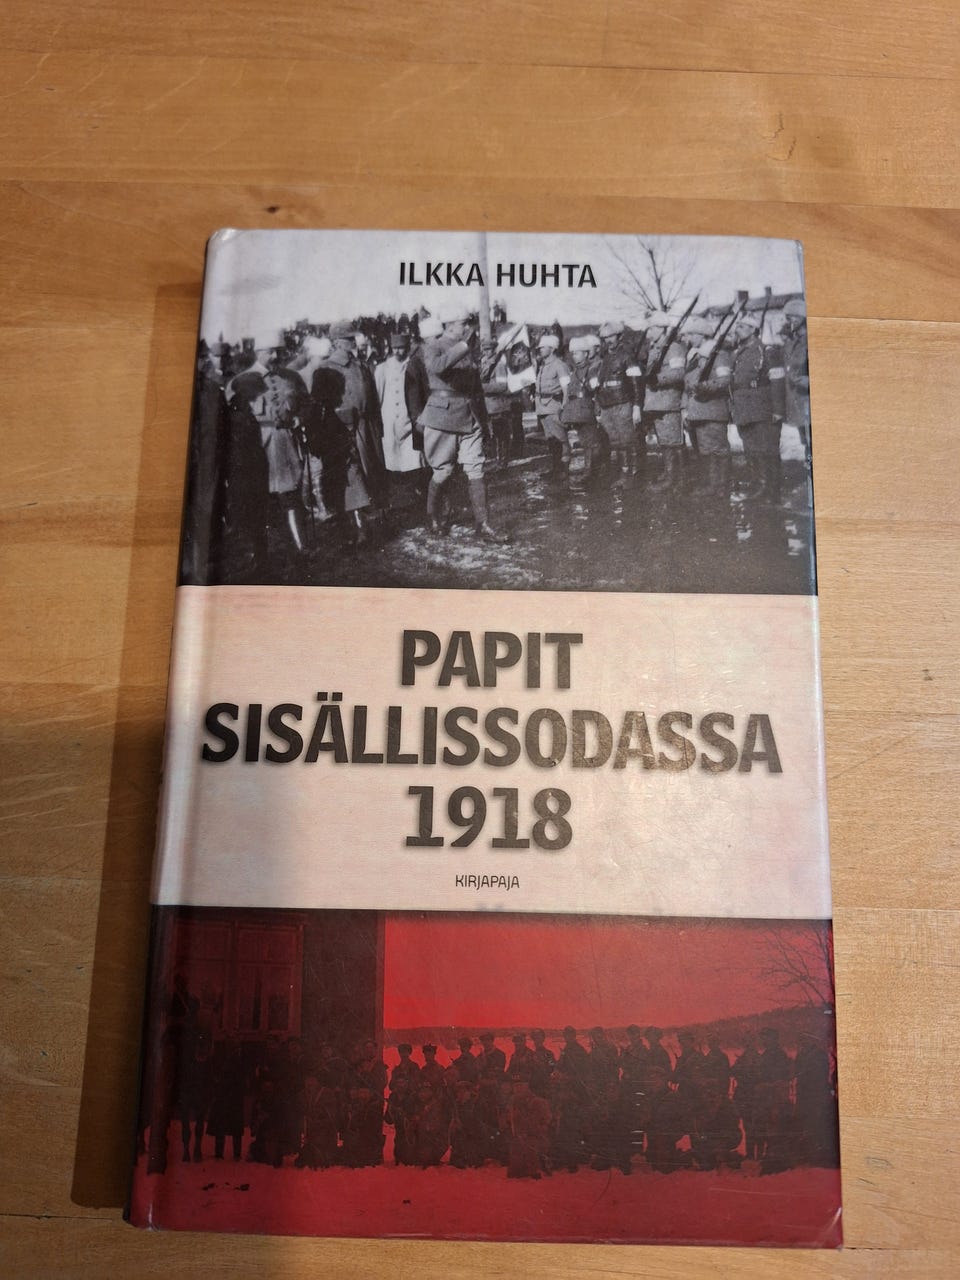 ILKKA HUHTA
PAPIT
SISÄLLISSODASSA
1918
KIRJAPAJA